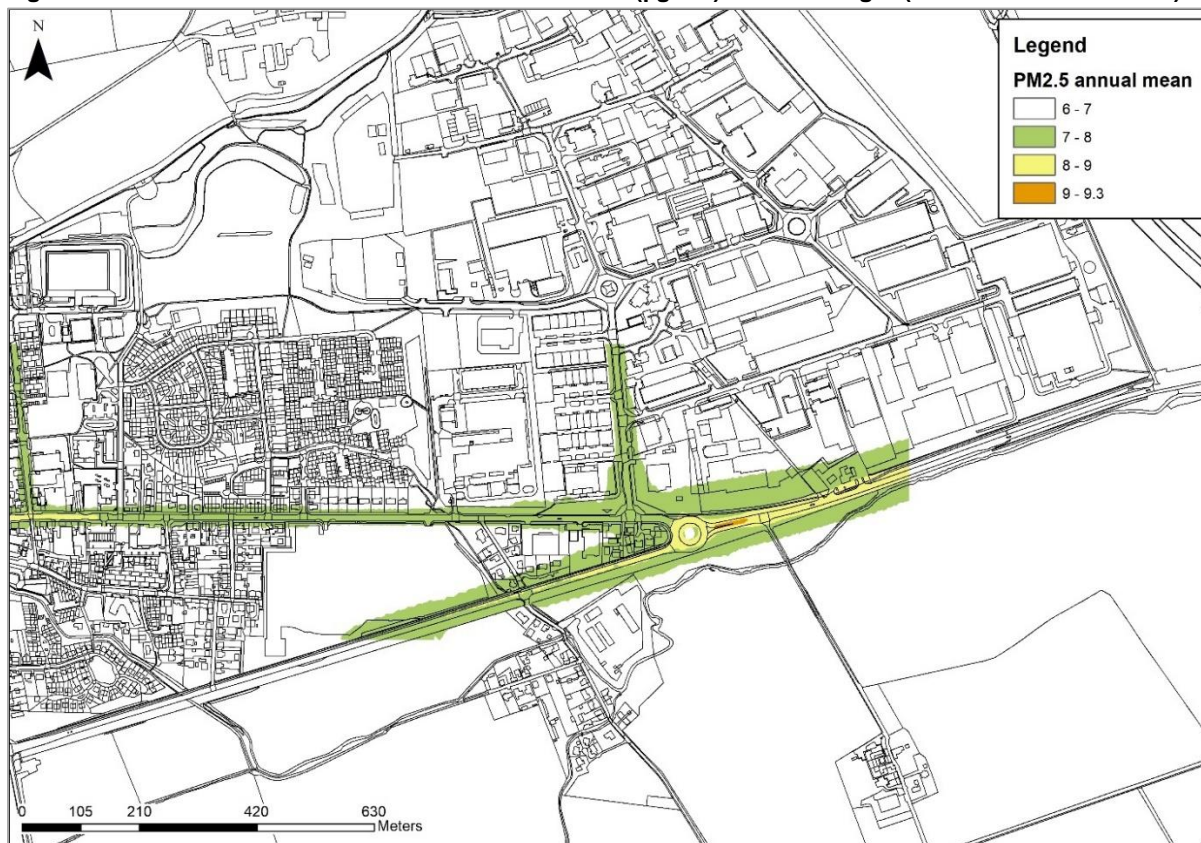 N
Legend
PM2.5 annual mean
6 - 7
7 - 8
8 - 9
9 - 9.3
0 105 210 420 630
Meters